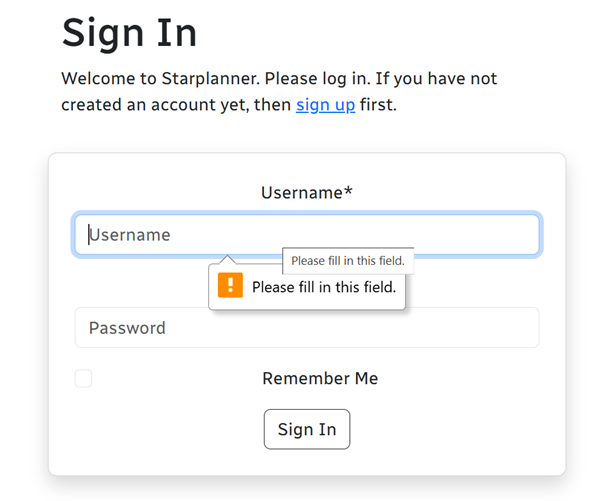 Sign In
Welcome to Starplanner. Please log in. If you have not
created an account yet, then sign up first.
Username*
Username
Please fill in this field.
Please fill in this field.
Password
Remember Me
Sign In